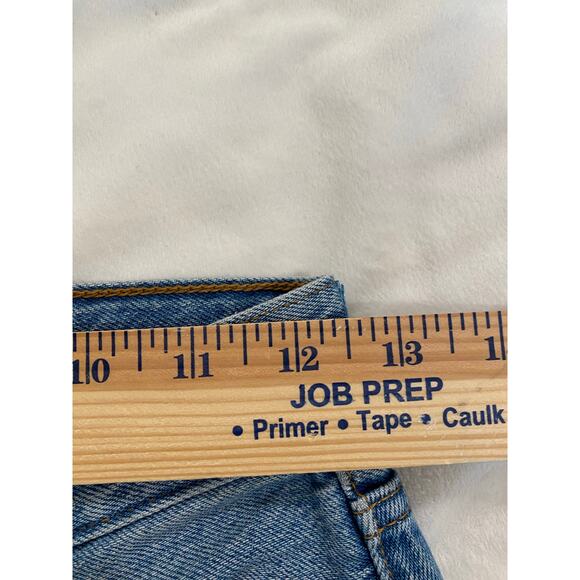 10 11 12 13 1
JOB PREP
• Primer • Tape • Caulk